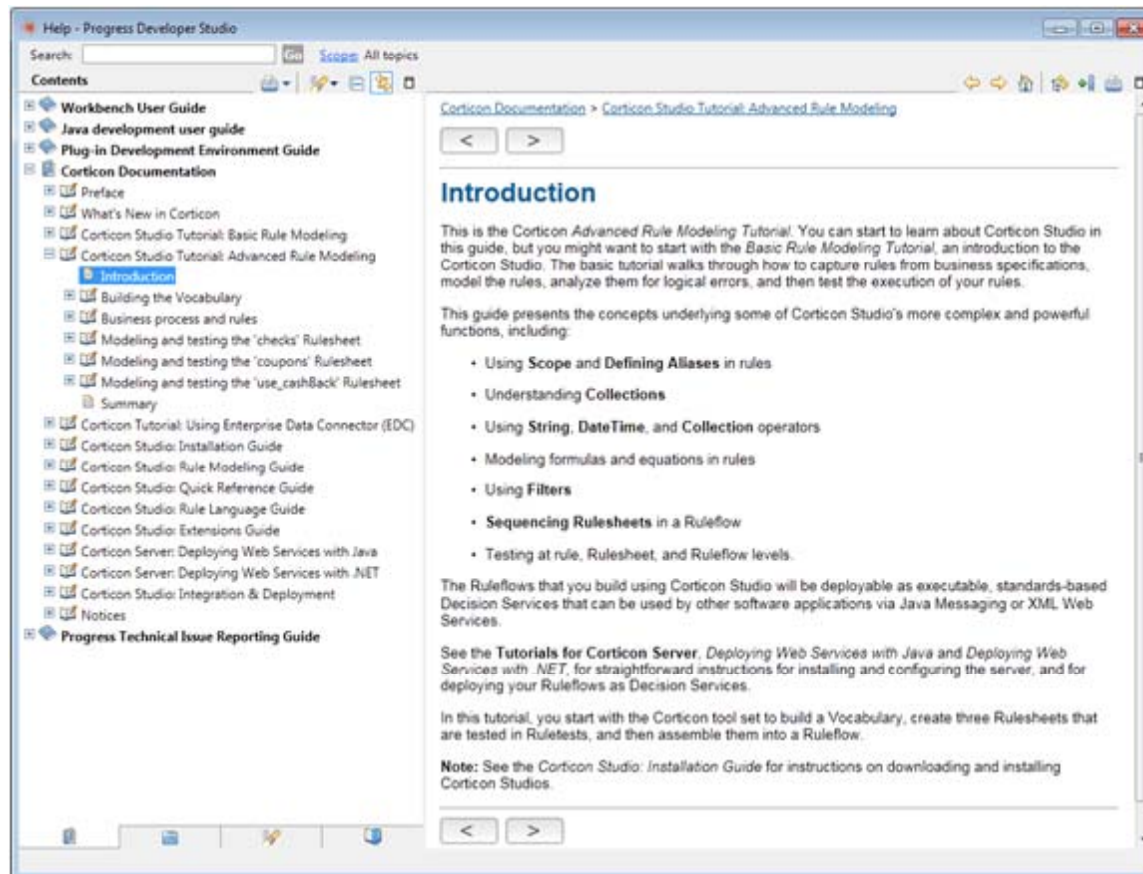 Help - Progress Developer Studio
Search: Go Scope: All topics
Contents
Workbench User Guide
Java development user guide
Plug-in Development Environment Guide
Corticon Documentation
Preface
What's New in Corticon
Corticon Studio Tutorial: Basic Rule Modeling
Corticon Studio Tutorial: Advanced Rule Modeling
Introduction
Building the Vocabulary
Business process and rules
Modeling and testing the 'checks' Rulesheet
Modeling and testing the 'coupons' Rulesheet
Modeling and testing the 'use_cashBack' Rulesheet
Summary
Corticon Tutorial: Using Enterprise Data Connector (EDC)
Corticon Studio: Installation Guide
Corticon Studio: Rule Modeling Guide
Corticon Studio: Quick Reference Guide
Corticon Studio: Rule Language Guide
Corticon Studio: Extensions Guide
Corticon Server: Deploying Web Services with Java
Corticon Server: Deploying Web Services with .NET
Corticon Studio: Integration & Deployment
Notices
Progress Technical Issue Reporting Guide
Corticon Documentation > Corticon Studio Tutorial: Advanced Rule Modeling
< >
Introduction
This is the Corticon Advanced Rule Modeling Tutorial. You can start to learn about Corticon Studio in
this guide, but you might want to start with the Basic Rule Modeling Tutorial, an introduction to the
Corticon Studio. The basic tutorial walks through how to capture rules from business specifications,
model the rules, analyze them for logical errors, and then test the execution of your rules.
This guide presents the concepts underlying some of Corticon Studio's more complex and powerful
functions, including:
• Using Scope and Defining Aliases in rules
• Understanding Collections
• Using String, DateTime, and Collection operators
• Modeling formulas and equations in rules
• Using Filters
• Sequencing Rulesheets in a Ruleflow
• Testing at rule, Rulesheet, and Ruleflow levels.
The Ruleflows that you build using Corticon Studio will be deployable as executable, standards-based
Decision Services that can be used by other software applications via Java Messaging or XML Web
Services.
See the Tutorials for Corticon Server, Deploying Web Services with Java and Deploying Web
Services with .NET, for straightforward instructions for installing and configuring the server, and for
deploying your Ruleflows as Decision Services.
In this tutorial, you start with the Corticon tool set to build a Vocabulary, create three Rulesheets that
are tested in Ruletests, and then assemble them into a Ruleflow.
Note: See the Corticon Studio: Installation Guide for instructions on downloading and installing
Corticon Studios.
< >